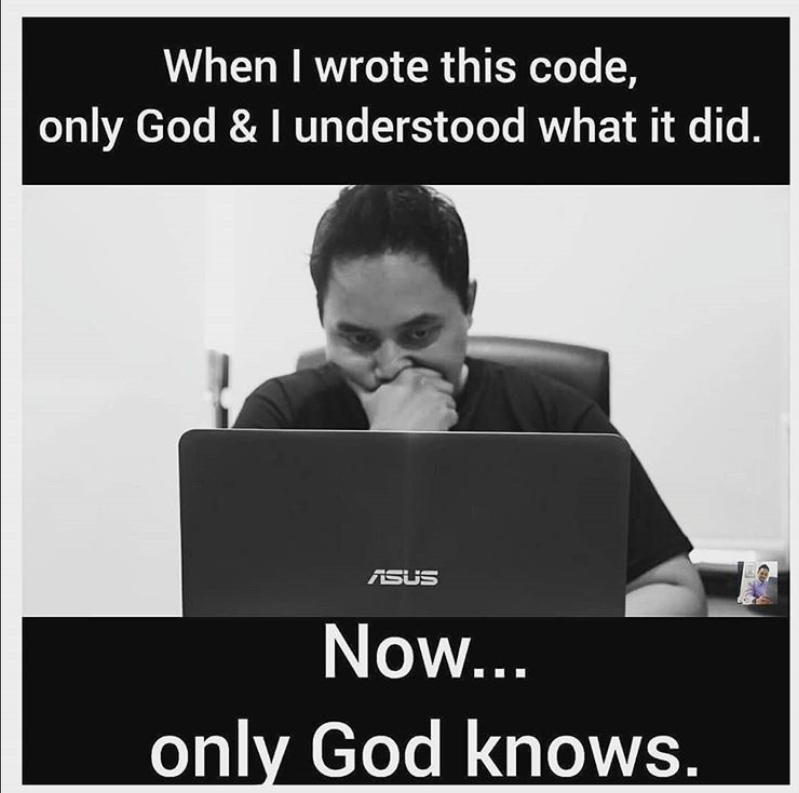 When I wrote this code,
only God & I understood what it did.
ASUS
Now...
only God knows.